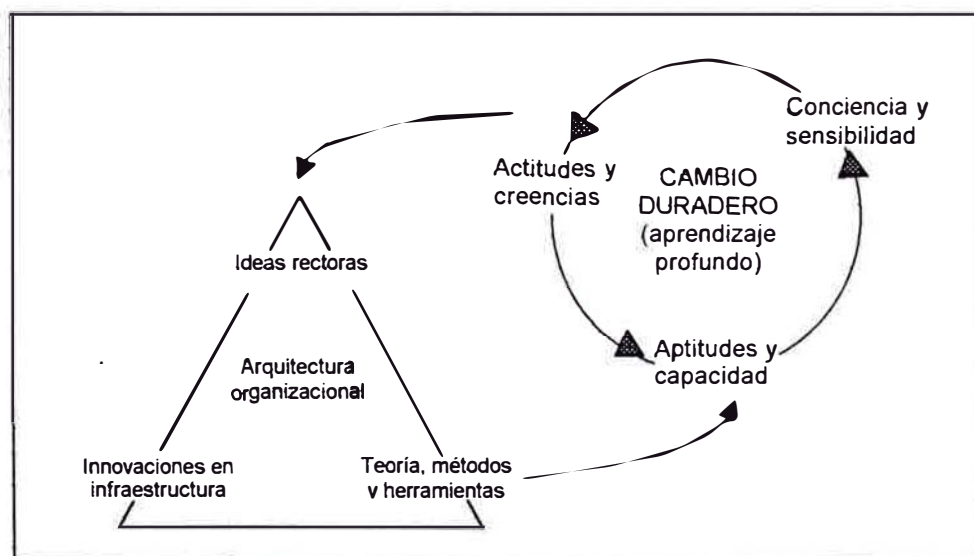 Conciencia y
sensibilidad
Actitudes y
creencias
CAMBIO
DURADERO
(aprendizaje
profundo)
Aptitudes y
capacidad
Ideas rectoras
Arquitectura
organizacional
Innovaciones en
infraestructura
Teoría, métodos
y herramientas